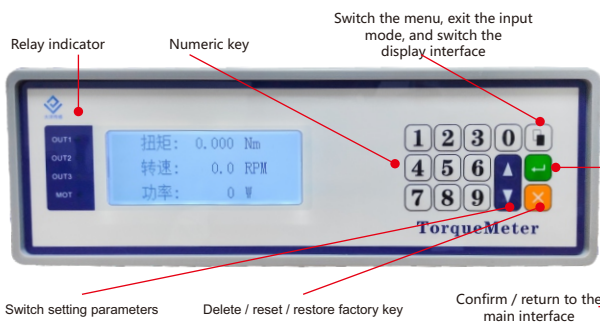 Switch the menu, exit the input
mode, and switch the
display interface
Relay indicator
Numeric key
OUT1
OUT2
OUT3
MOT
扭矩: 0.000 Nm
转速: 0.0 RPM
功率: 0 W
1 2 3 0
4 5 6
7 8 9
TorqueMeter
Switch setting parameters
Delete / reset / restore factory key
Confirm / return to the
main interface